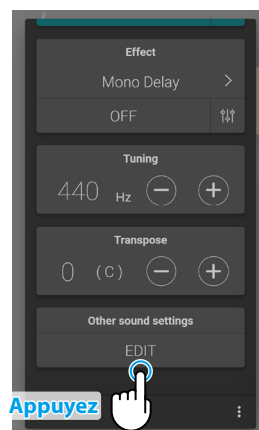 Effect
Mono Delay
OFF
Tuning
440 Hz
Transpose
0 (C)
Other sound settings
EDIT
Appuyez